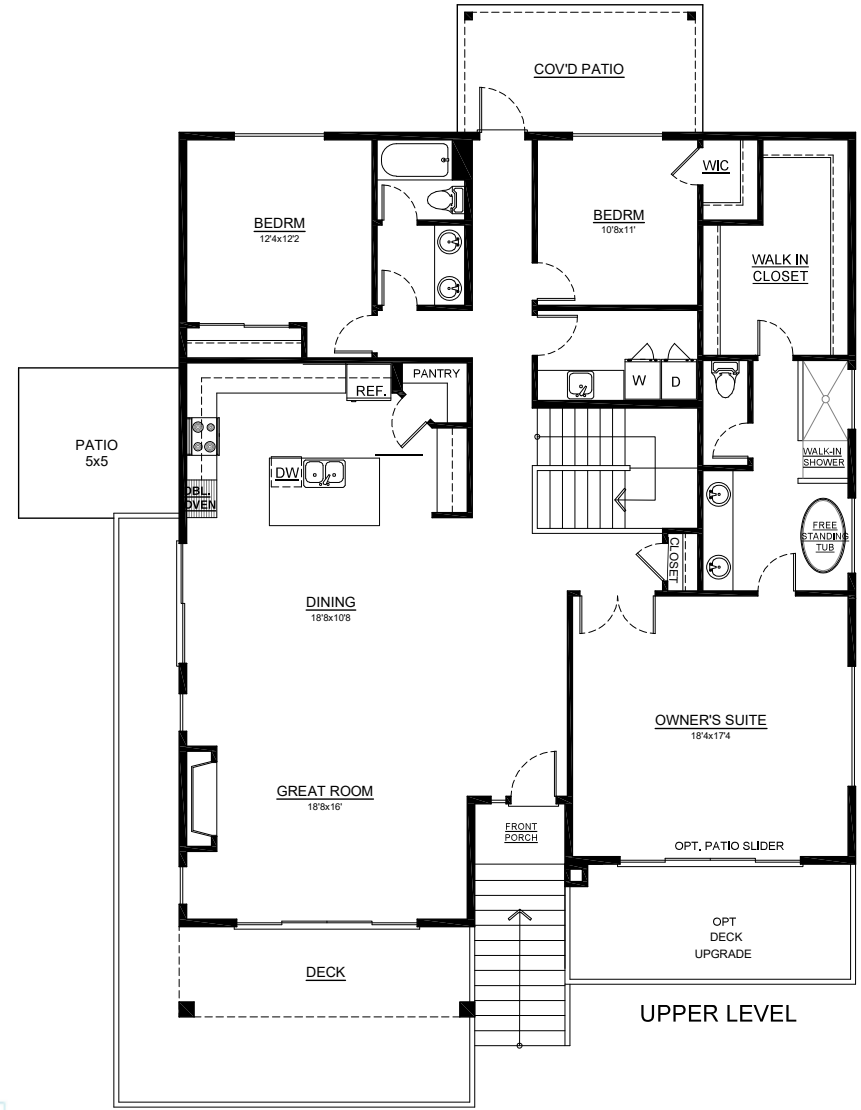 COV'D PATIO
WIC
BEDRM
12'4x12'2
BEDRM
10'8x11'
WALK IN
CLOSET
REF.
PANTRY
W
D
PATIO
5x5
DW
DBL.
OVEN
WALK-IN
SHOWER
FREE
STANDING
TUB
CLOSET
DINING
18'8x10'8
OWNER'S SUITE
18'4x17'4
GREAT ROOM
18'8x16'
FRONT
PORCH
OPT. PATIO SLIDER
OPT
DECK
UPGRADE
DECK
UPPER LEVEL